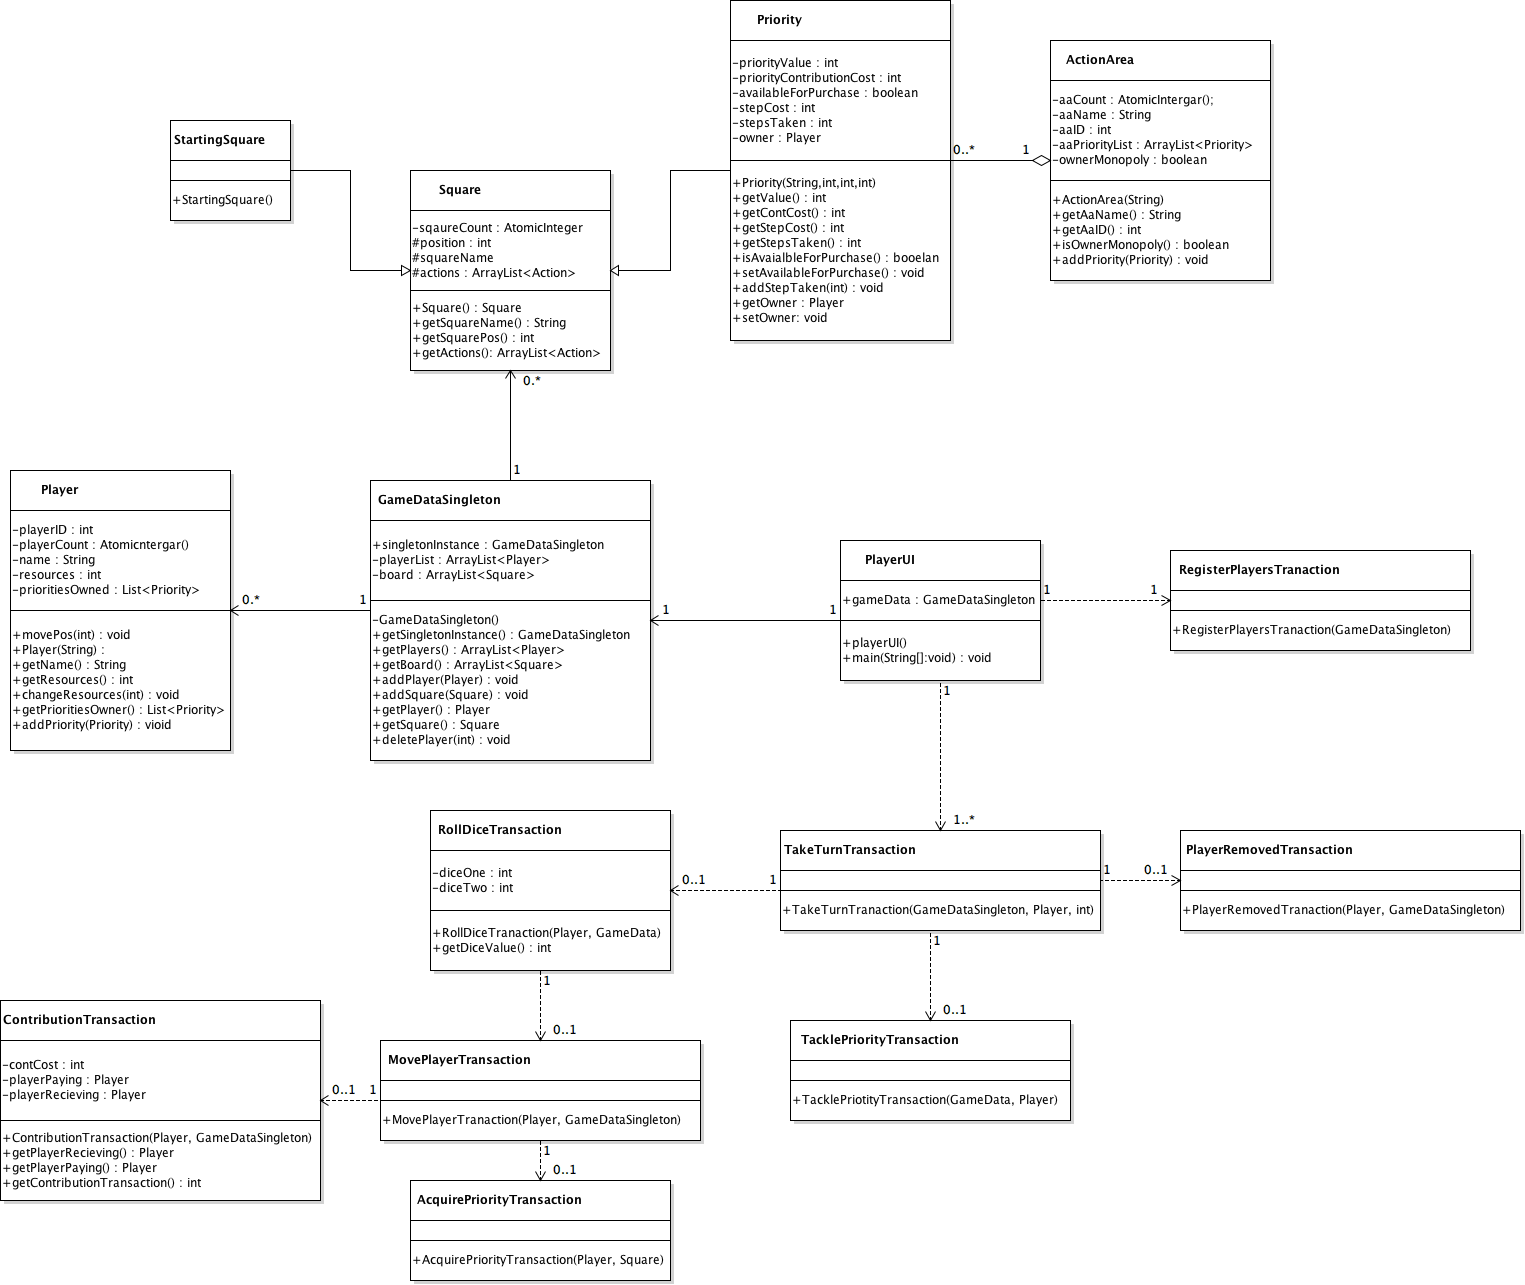 Priority
-priorityValue : int
-priorityContributionCost : int
-availableForPurchase : boolean
-stepCost : int
-stepsTaken : int
-owner : Player
+Priority(String,int,int,int)
+getValue() : int
+getContCost() : int
+getStepCost() : int
+getStepsTaken() : int
+isAvaialbleForPurchase() : booelan
+setAvailableForPurchase() : void
+addStepTaken(int) : void
+getOwner : Player
+setOwner: void
0..*
1
ActionArea
-aaCount : AtomicIntergar();
-aaName : String
-aaID : int
-aaPriorityList : ArrayList<Priority>
-ownerMonopoly : boolean
+ActionArea(String)
+getAaName() : String
+getAaID() : int
+isOwnerMonopoly() : boolean
+addPriority(Priority) : void
StartingSquare
+StartingSquare()
Square
-sqaureCount : AtomicInteger
#position : int
#squareName
#actions : ArrayList<Action>
+Square() : Square
+getSquareName() : String
+getSquarePos() : int
+getActions(): ArrayList<Action>
0.*
1
Player
-playerID : int
-playerCount : Atomicntergar()
-name : String
-resources : int
-prioritiesOwned : List<Priority>
+movePos(int) : void
+Player(String) :
+getName() : String
+getResources() : int
+changeResources(int) : void
+getPrioritiesOwner() : List<Priority>
+addPriority(Priority) : vioid
0..*
1
GameDataSingleton
+singletonInstance : GameDataSingleton
-playerList : ArrayList<Player>
-board : ArrayList<Square>
-GameDataSingleton()
+getSingletonInstance() : GameDataSingleton
+getPlayers() : ArrayList<Player>
+getBoard() : ArrayList<Square>
+addPlayer(Player) : void
+addSquare(Square) : void
+getPlayer() : Player
+getSquare() : Square
+deletePlayer(int) : void
1
1
PlayerUI
+gameData : GameDataSingleton
+playerUI()
+main(String[]:void) : void
1
1
RegisterPlayersTranaction
+RegisterPlayersTranaction(GameDataSingleton)
1
1..*
RollDiceTransaction
-diceOne : int
-diceTwo : int
+RollDiceTranaction(Player, GameData)
+getDiceValue() : int
0..1
1
TakeTurnTransaction
+TakeTurnTranaction(GameDataSingleton, Player, int)
1
0..1
PlayerRemovedTransaction
+PlayerRemovedTranaction(Player, GameDataSingleton)
1
0..1
1
0..1
ContributionTransaction
-contCost : int
-playerPaying : Player
-playerRecieving : Player
+ContributionTransaction(Player, GameDataSingleton)
+getPlayerRecieving() : Player
+getPlayerPaying() : Player
+getContributionTransaction() : int
0..1
1
MovePlayerTransaction
+MovePlayerTranaction(Player, GameDataSingleton)
TacklePriorityTransaction
+TacklePriotityTransaction(GameData, Player)
1
0..1
AcquirePriorityTransaction
+AcquirePriorityTransaction(Player, Square)